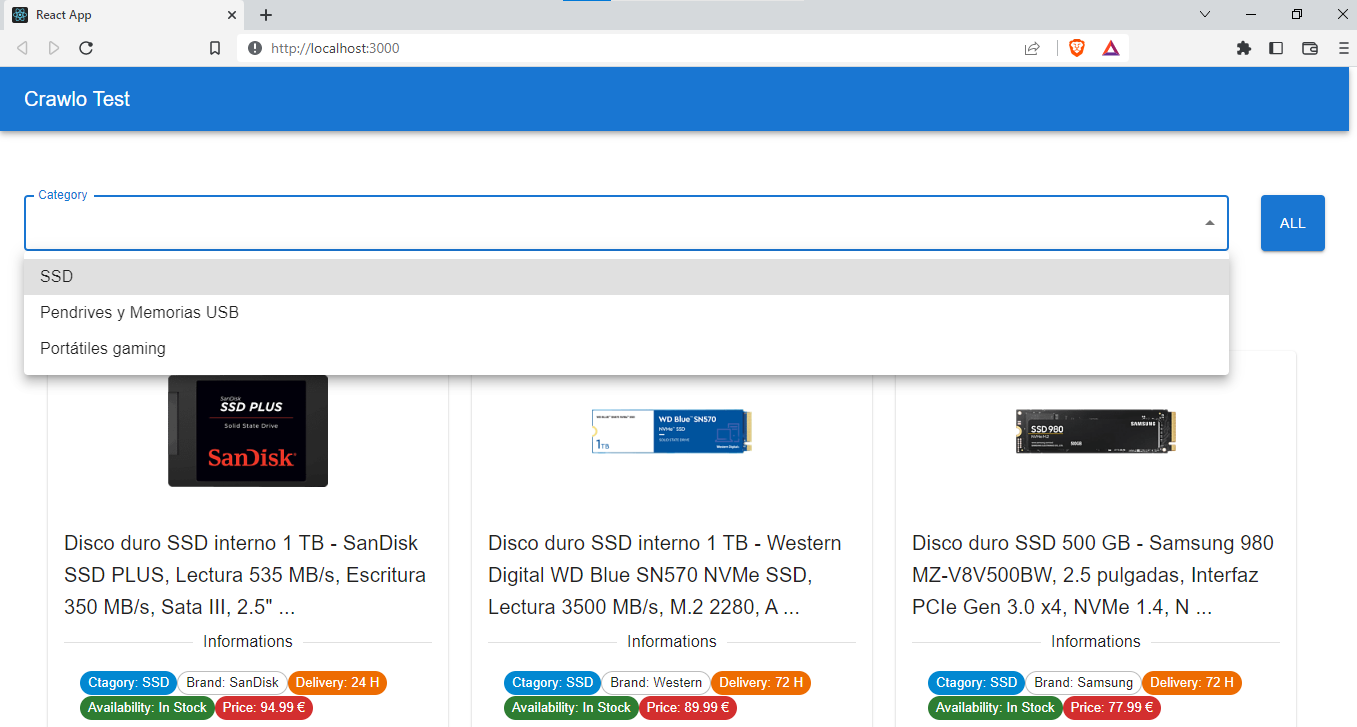 React App
http://localhost:3000
Crawlo Test
Category
ALL
SSD
Pendrives y Memorias USB
Portátiles gaming
SanDisk
SSD PLUS
Solid State Drive
SanDisk
WD Blue™ SN570
NVMe™ SSD
1TB
SSD 980
SAMSUNG
Disco duro SSD interno 1 TB - SanDisk
SSD PLUS, Lectura 535 MB/s, Escritura
350 MB/s, Sata III, 2.5" ...
Informations
Ctagory: SSD Brand: SanDisk Delivery: 24 H
Availability: In Stock Price: 94.99 €
Disco duro SSD interno 1 TB - Western
Digital WD Blue SN570 NVMe SSD,
Lectura 3500 MB/s, M.2 2280, A ...
Informations
Ctagory: SSD Brand: Western Delivery: 72 H
Availability: In Stock Price: 89.99 €
Disco duro SSD 500 GB - Samsung 980
MZ-V8V500BW, 2.5 pulgadas, Interfaz
PCIe Gen 3.0 x4, NVMe 1.4, N ...
Informations
Ctagory: SSD Brand: Samsung Delivery: 72 H
Availability: In Stock Price: 77.99 €